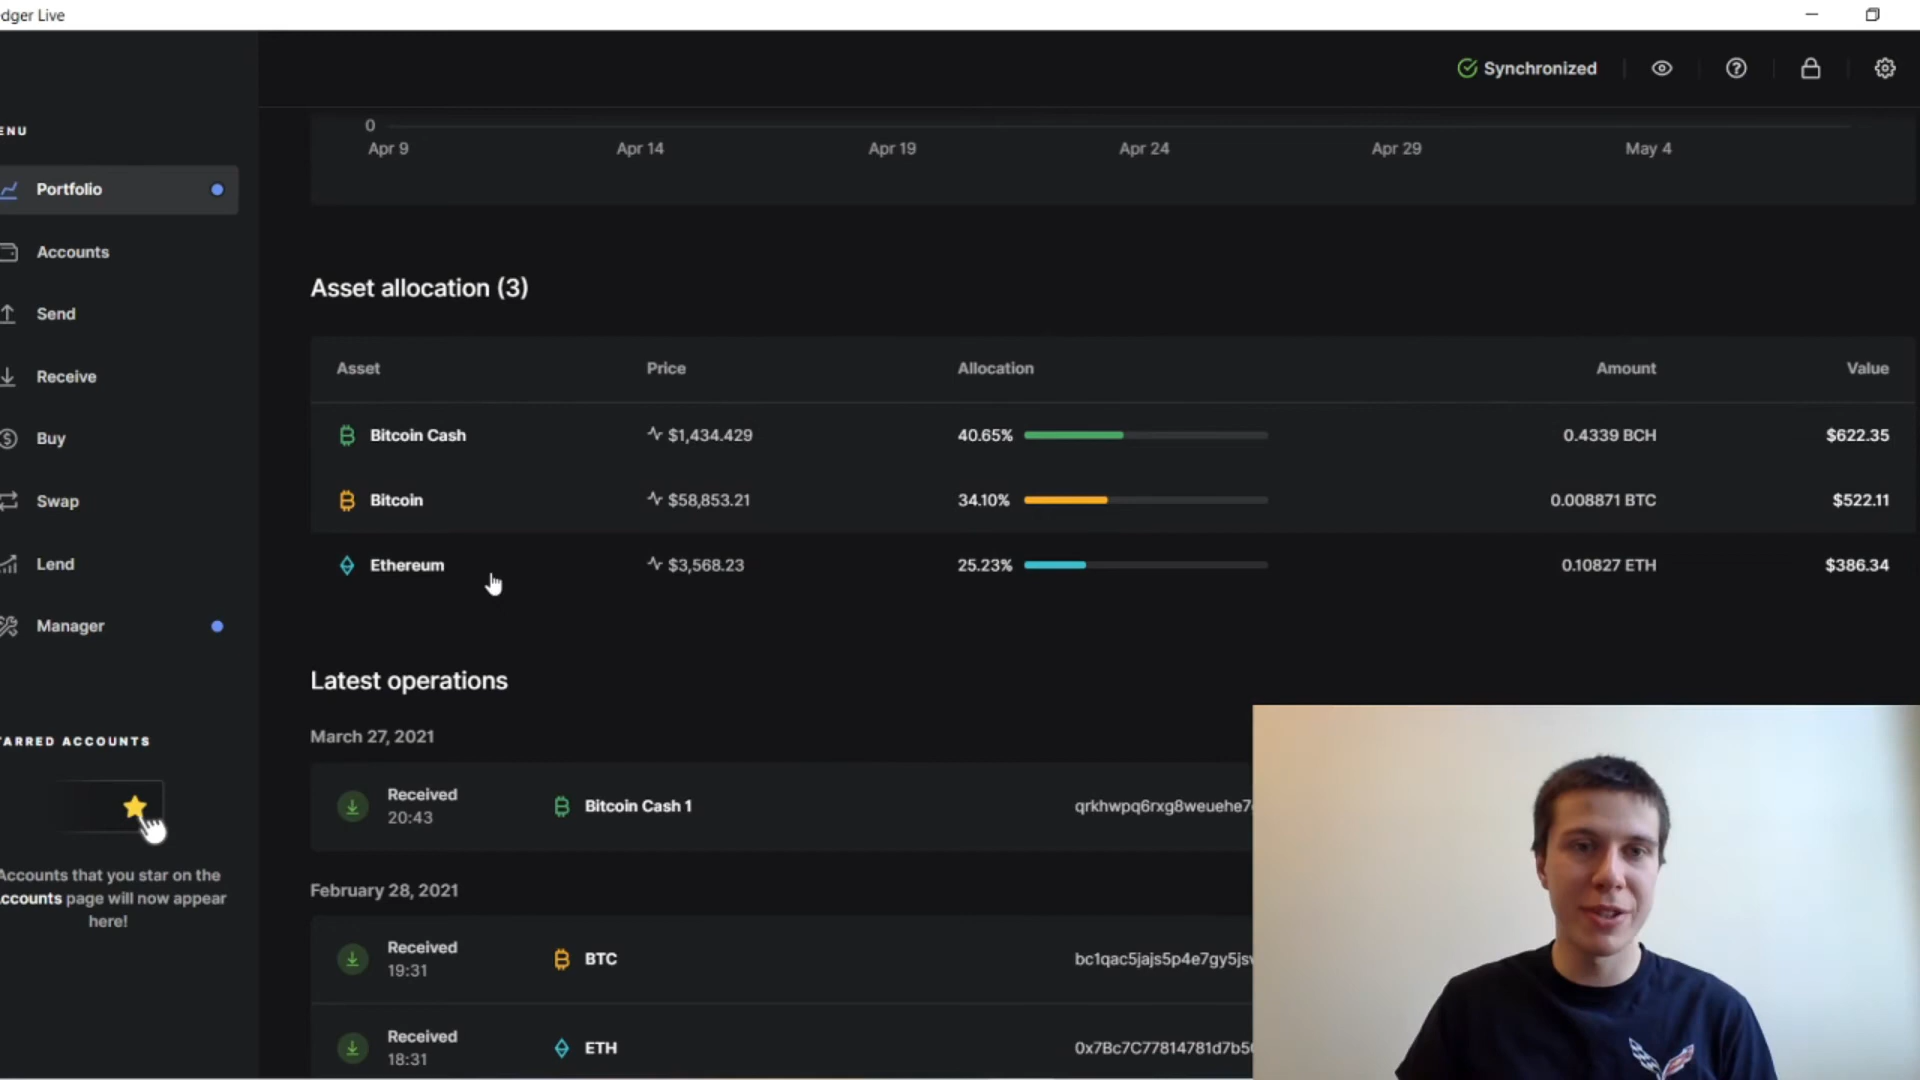 dger Live
Synchronized
ENU
Portfolio
Accounts
Send
Receive
Buy
Swap
Lend
Manager
TARRED ACCOUNTS
Accounts that you star on the
ccounts page will now appear
here!
0
Apr 9 Apr 14 Apr 19 Apr 24 Apr 29 May 4
Asset allocation (3)
Asset Price Allocation Amount Value
Bitcoin Cash $1,434.429 40.65% 0.4339 BCH $622.35
Bitcoin $58,853.21 34.10% 0.008871 BTC $522.11
Ethereum $3,568.23 25.23% 0.10827 ETH $386.34
Latest operations
March 27, 2021
Received
20:43
Bitcoin Cash 1
qrkhwpq6rxg8weuehe7
February 28, 2021
Received
19:31
BTC
bc1qac5jajs5p4e7gy5jsv
Received
18:31
ETH
0x7Bc7C77814781d7b5